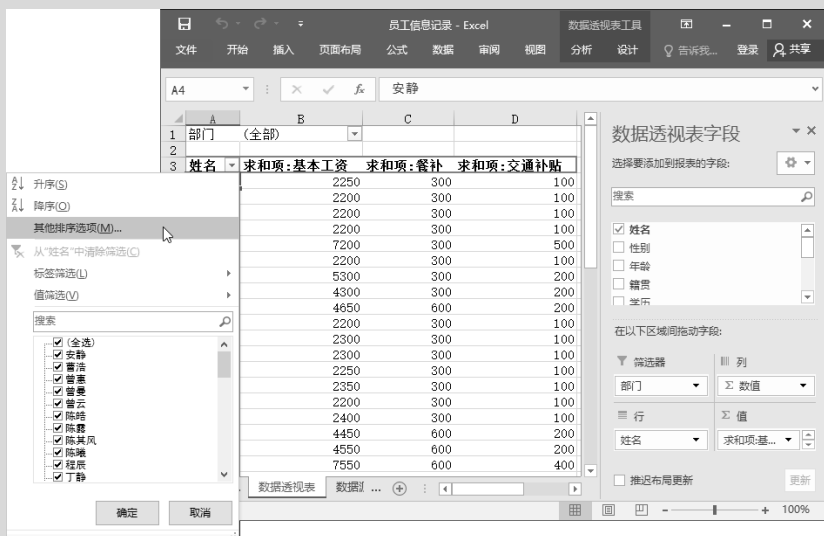 员工信息记录 - Excel
数据透视表工具
文件 开始 插入 页面布局 公式 数据 审阅 视图 分析 设计 告诉我... 登录 共享
A4 fx 安静
A B C D
1 部门 (全部)
2
3 姓名 求和项:基本工资 求和项:餐补 求和项:交通补贴
2250 300 100
2200 300 100
2200 300 100
2200 300 100
7200 300 500
2200 300 100
5300 300 200
4300 300 200
4650 600 200
2200 300 100
2300 300 100
2300 300 100
2250 300 100
2350 300 100
2200 300 100
2400 300 100
4450 600 200
4550 600 200
7550 600 400
升序(S)
降序(O)
其他排序选项(M)...
从"姓名"中清除筛选(C)
标签筛选(L)
值筛选(V)
搜索
(全选)
安静
曹浩
曾惠
曾曼
曾云
陈皓
陈露
陈其风
陈曦
程辰
丁静
确定 取消
数据透视表
...
数据透视表字段
选择要添加到报表的字段:
搜索
姓名
性别
年龄
籍贯
学历
在以下区域间拖动字段:
筛选器 列
部门 Σ 数值
行 Σ 值
姓名 求和项:基...
推迟布局更新 更新
100%